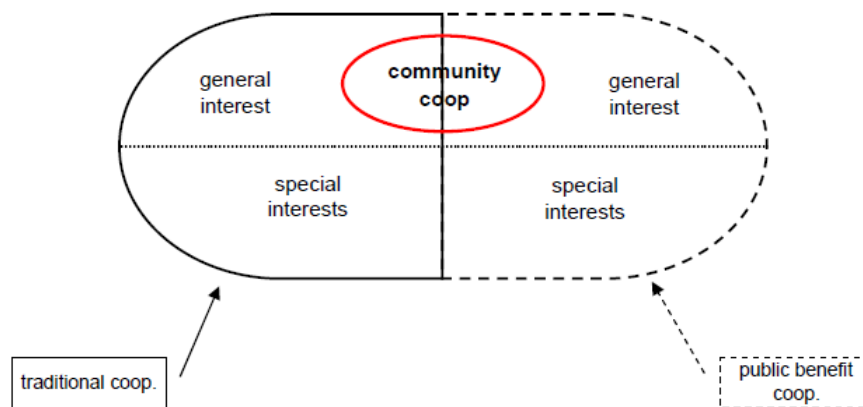 community
coop
general
interest
general
interest
special
interests
special
interests
traditional coop.
public benefit
coop.